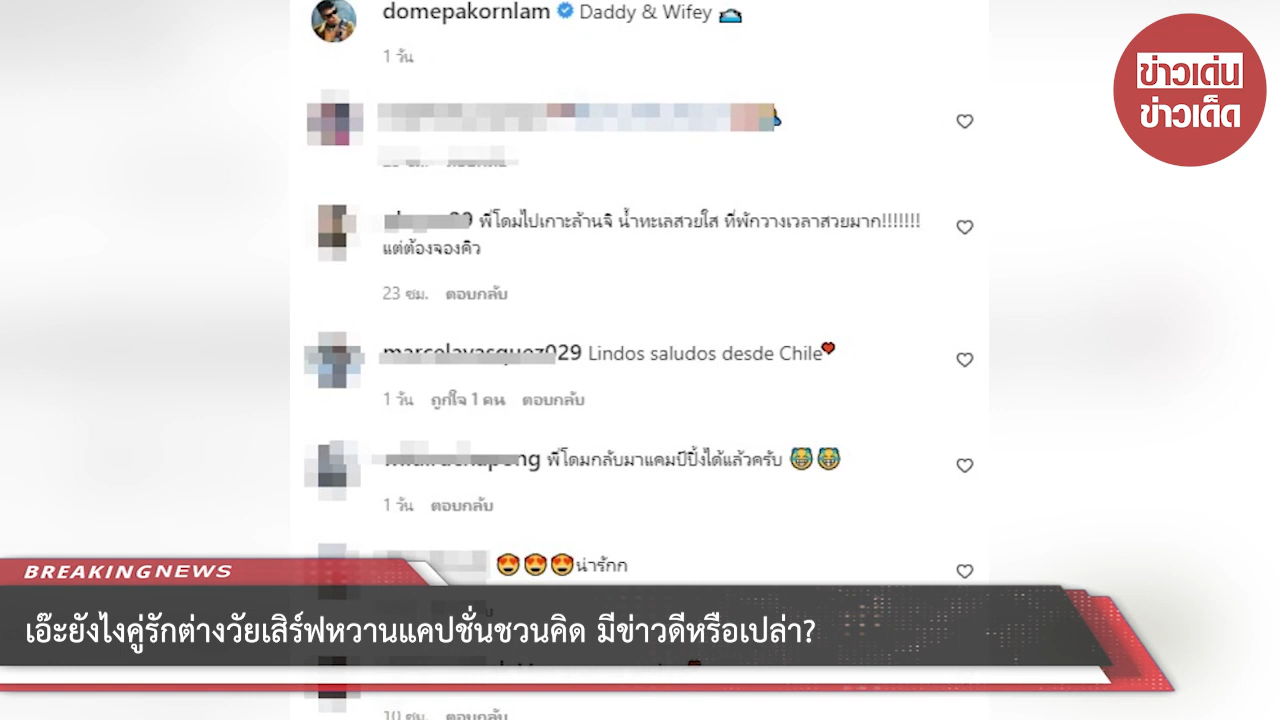 domepakornlam Daddy & Wifey
1 วัน
ข่าวเด่น
ข่าวเด็ด
พี่โดมไปเกาะล้านจิ น้ำทะเลสวยใส ที่พักวางเวลาสวยมาก!!!!!!!
แต่ต้องจองคิว
23 ซม. ตอบกลับ
029 Lindos saludos desde Chile
1 วัน ถูกใจ 1 คน ตอบกลับ
พี่โดมกลับมาแคมป์ปิ้งได้แล้วครับ
1 วัน ตอบกลับ
น่ารักก
BREAKINGNEWS
เอ๊ะยังไงคู่รักต่างวัยเสิร์ฟหวานแคปชั่นชวนคิด มีข่าวดีหรือเปล่า?
10 ซม. ตอบกลับ